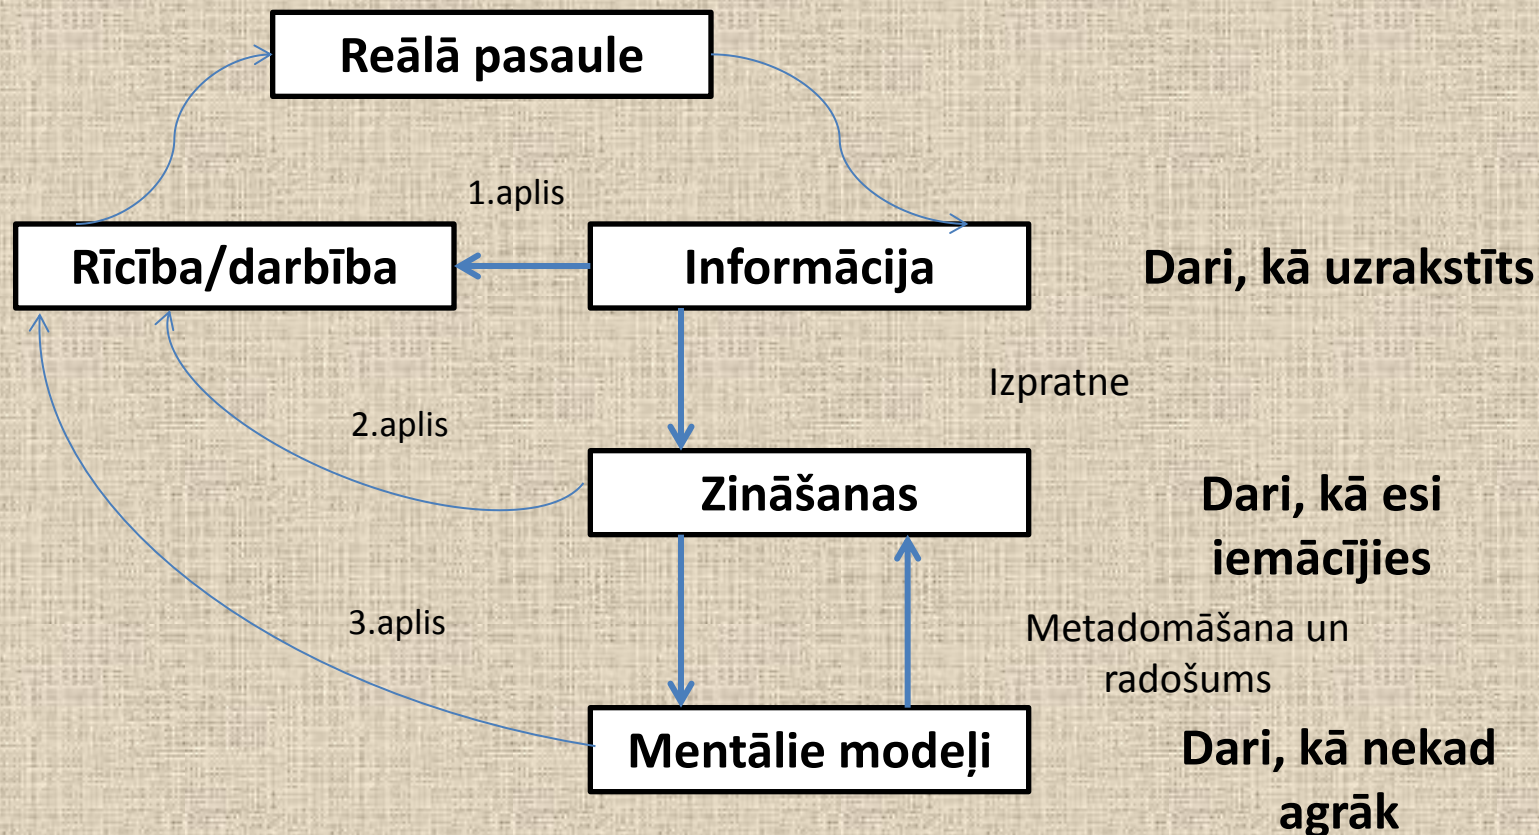 Reālā pasaule
1.aplis
Rīcība/darbība
Informācija
Dari, kā uzrakstīts
Izpratne
2.aplis
Zināšanas
Dari, kā esi
iemācījies
3.aplis
Metadomāšana un
radošums
Mentālie modeļi
Dari, kā nekad
agrāk